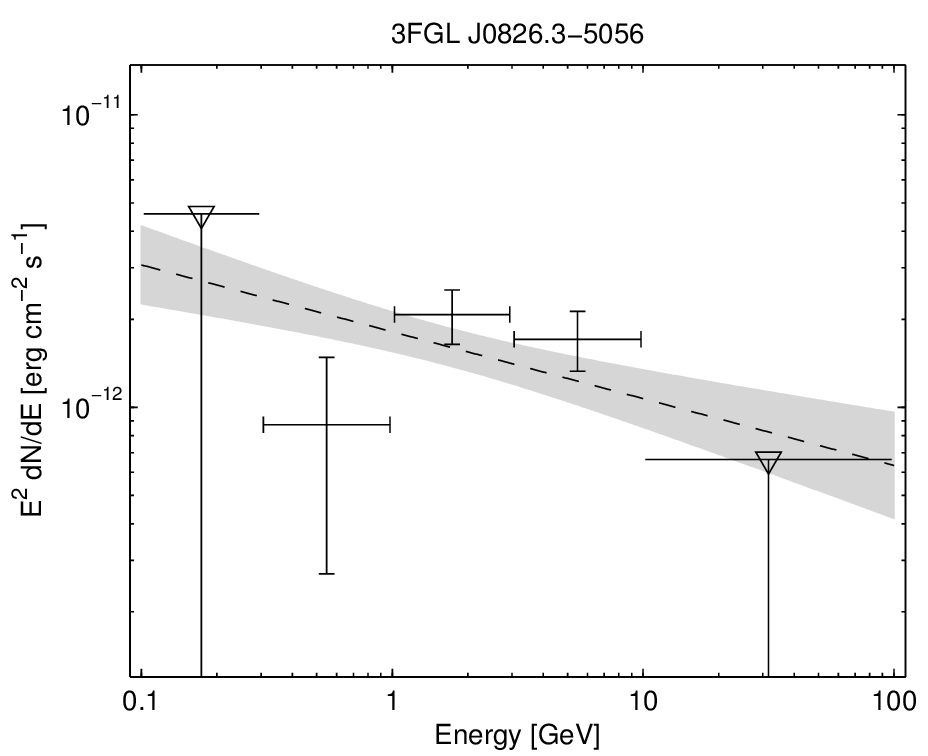 3FGL J0826.3−5056
10⁻¹¹
10⁻¹²
E² dN/dE [erg cm⁻² s⁻¹]
0.1 1 10 100
Energy [GeV]